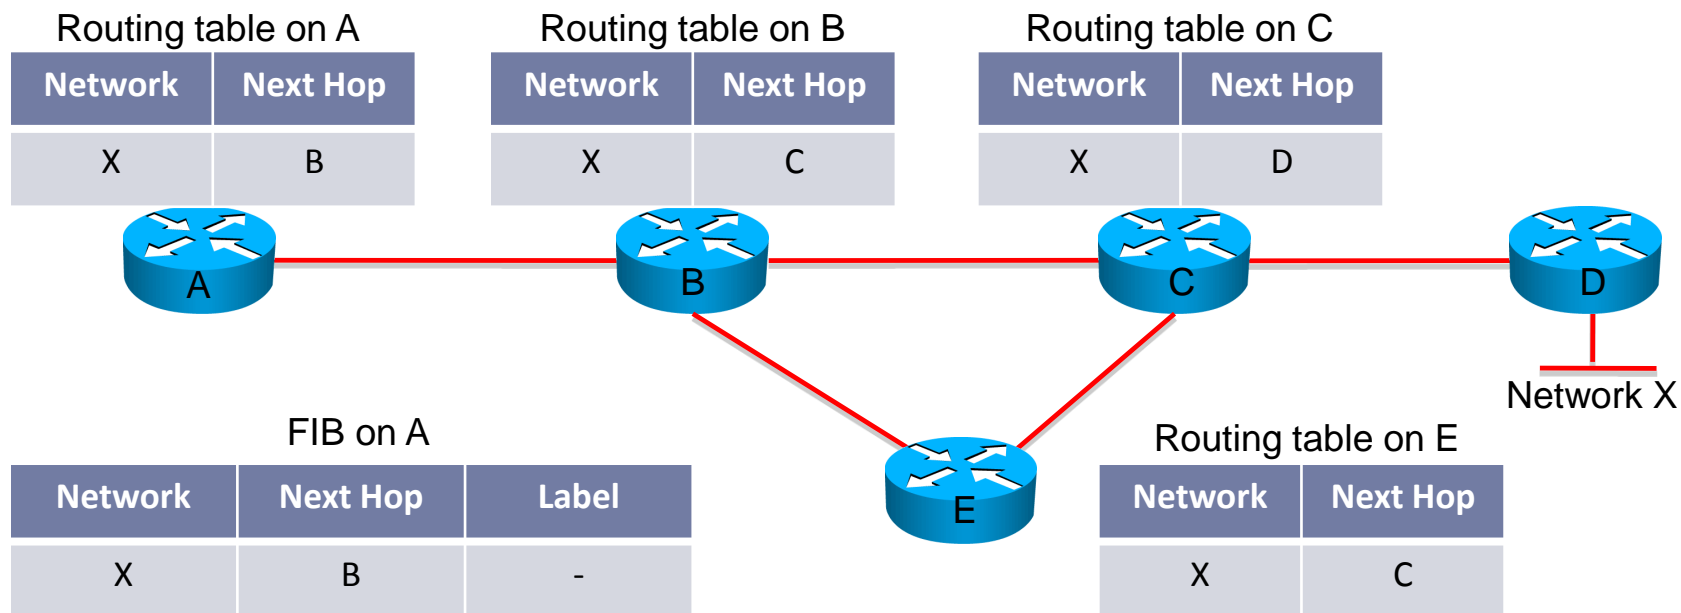 Routing table on A
Network Next Hop
X B
Routing table on B
Network Next Hop
X C
Routing table on C
Network Next Hop
X D
A
B
C
D
Network X
E
FIB on A
Network Next Hop Label
X B -
Routing table on E
Network Next Hop
X C